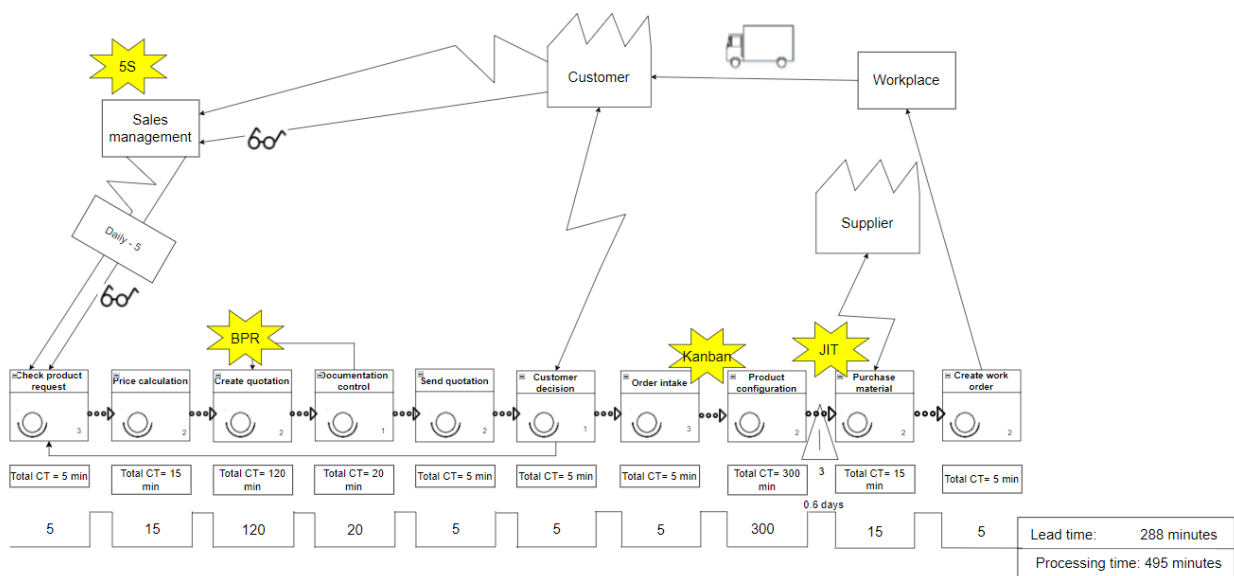 5S
Customer
Workplace
Sales
management
Supplier
Daily - 5
BPR
Kanban
JIT
Check product
request
Price calculation
Create quotation
Documentation
control
Send quotation
Customer
decision
Order intake
Product
configuration
Purchase
material
Create work
order
3
2
2
1
2
1
3
2
2
2
Total CT = 5 min
Total CT= 15
min
Total CT= 120
min
Total CT= 20
min
Total CT= 5 min
Total CT= 5 min
Total CT= 5 min
Total CT= 300
min
3
Total CT= 15
min
Total CT= 5 min
0.6 days
5
15
120
20
5
5
5
300
15
5
Lead time: 288 minutes
Processing time: 495 minutes